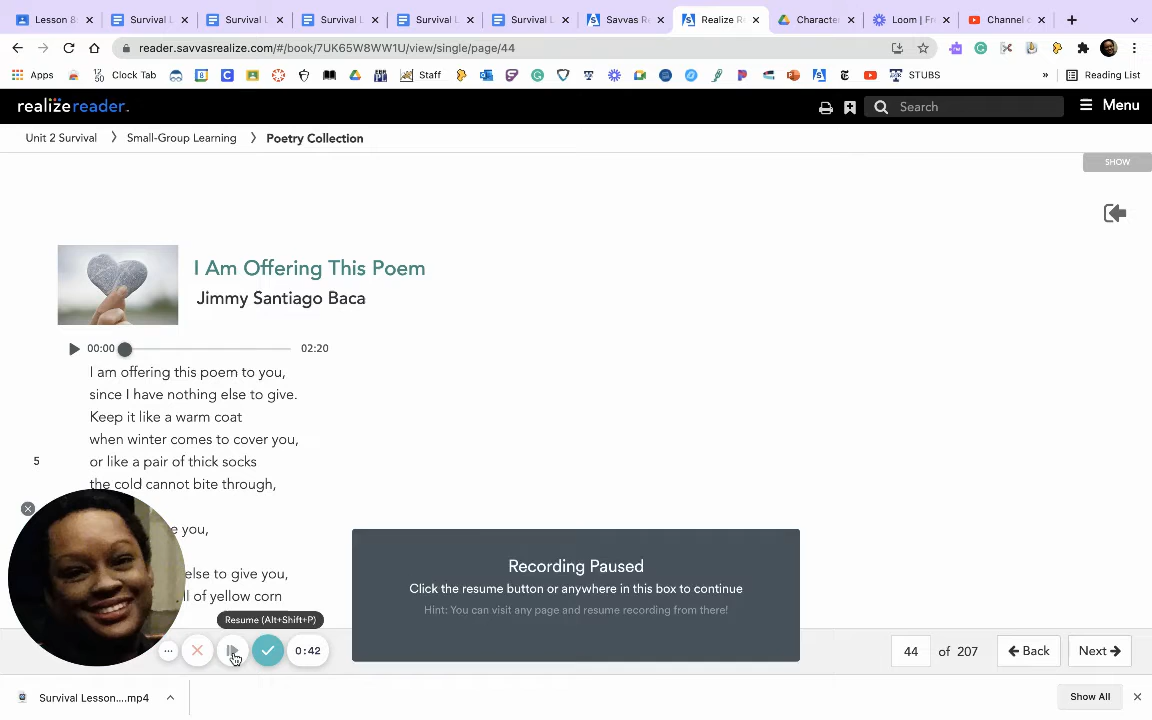 Lesson 8:
Survival L
Survival L
Survival L
Survival L
Survival L
Savvas Re
Realize Re
Character
Loom | Fr
Channel c
reader.savvasrealize.com/#/book/7UK65W8WW1U/view/single/page/44
Apps
Clock Tab
Staff
STUBS
»
Reading List
realizereader.
Search
Menu
Unit 2 Survival > Small-Group Learning > Poetry Collection
SHOW
I Am Offering This Poem
Jimmy Santiago Baca
00:00
02:20
I am offering this poem to you,
since I have nothing else to give.
Keep it like a warm coat
when winter comes to cover you,
5 or like a pair of thick socks
the cold cannot bite through,
e you,
else to give you,
ll of yellow corn
Recording Paused
Click the resume button or anywhere in this box to continue
Hint: You can visit any page and resume recording from there!
Resume (Alt+Shift+P)
0:42
44 of 207
Back
Next
Survival Lesson....mp4
Show All